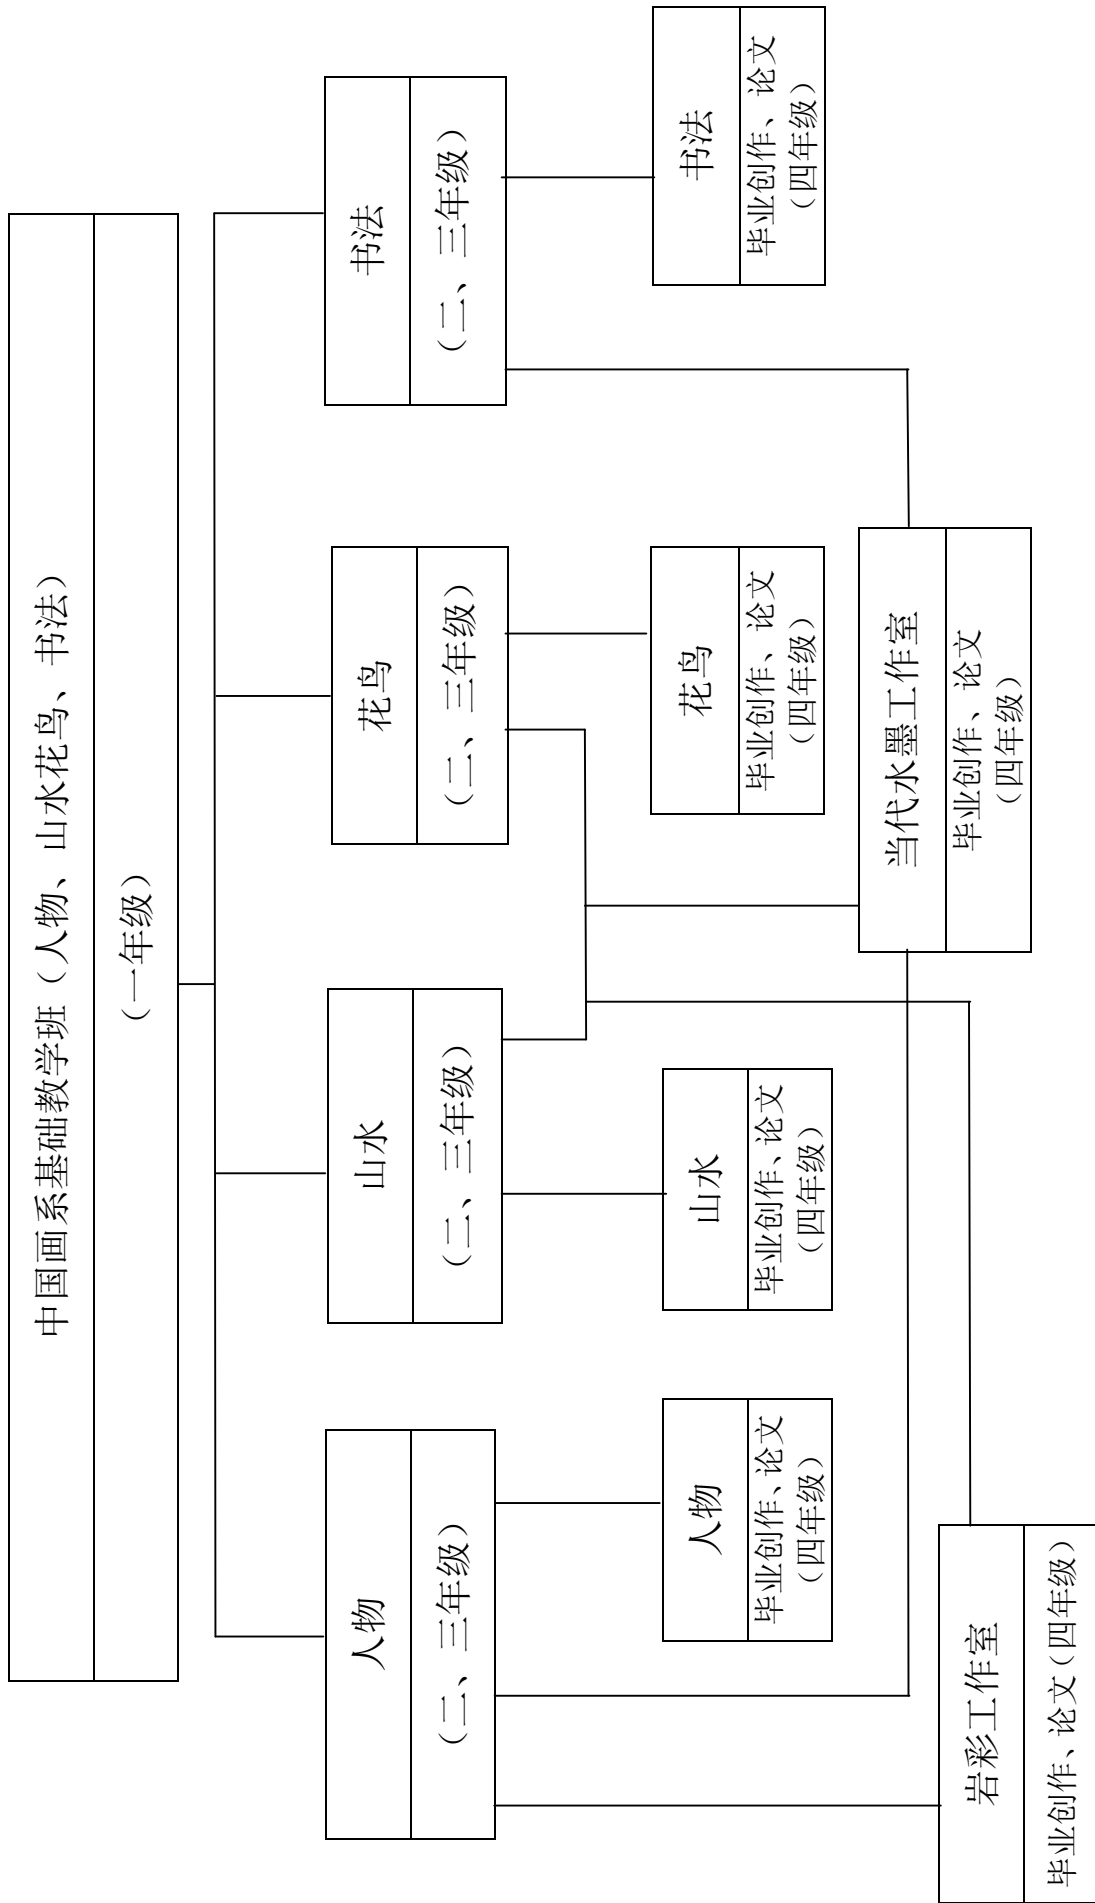 中国画系基础教学班（人物、山水花鸟、书法）
（一年级）
人物
（二、三年级）
山水
（二、三年级）
花鸟
（二、三年级）
书法
（二、三年级）
人物
毕业创作、论文
（四年级）
山水
毕业创作、论文
（四年级）
花鸟
毕业创作、论文
（四年级）
书法
毕业创作、论文
（四年级）
当代水墨工作室
毕业创作、论文
（四年级）
岩彩工作室
毕业创作、论文（四年级）